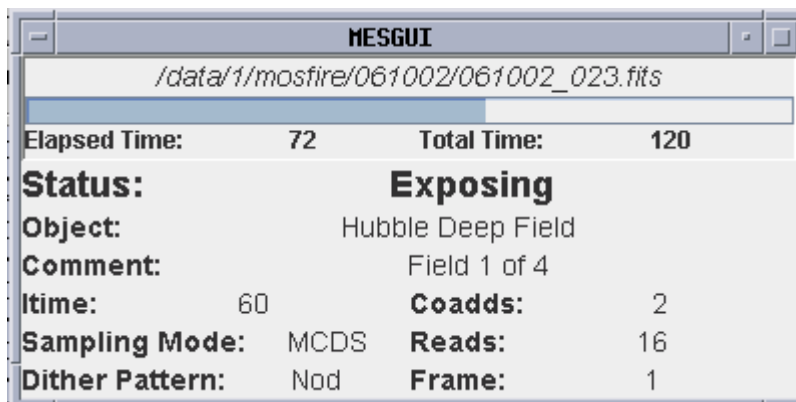 MESGUI
/data/1/mosfire/061002/061002_023.fits
Elapsed Time: 72 Total Time: 120
Status: Exposing
Object: Hubble Deep Field
Comment: Field 1 of 4
Itime: 60 Coadds: 2
Sampling Mode: MCDS Reads: 16
Dither Pattern: Nod Frame: 1